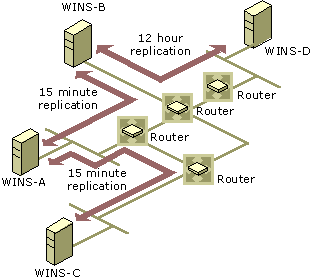 WINS-B
12 hour
replication
WINS-D
15 minute
replication
Router
Router
Router
WINS-A
15 minute
replication
Router
WINS-C